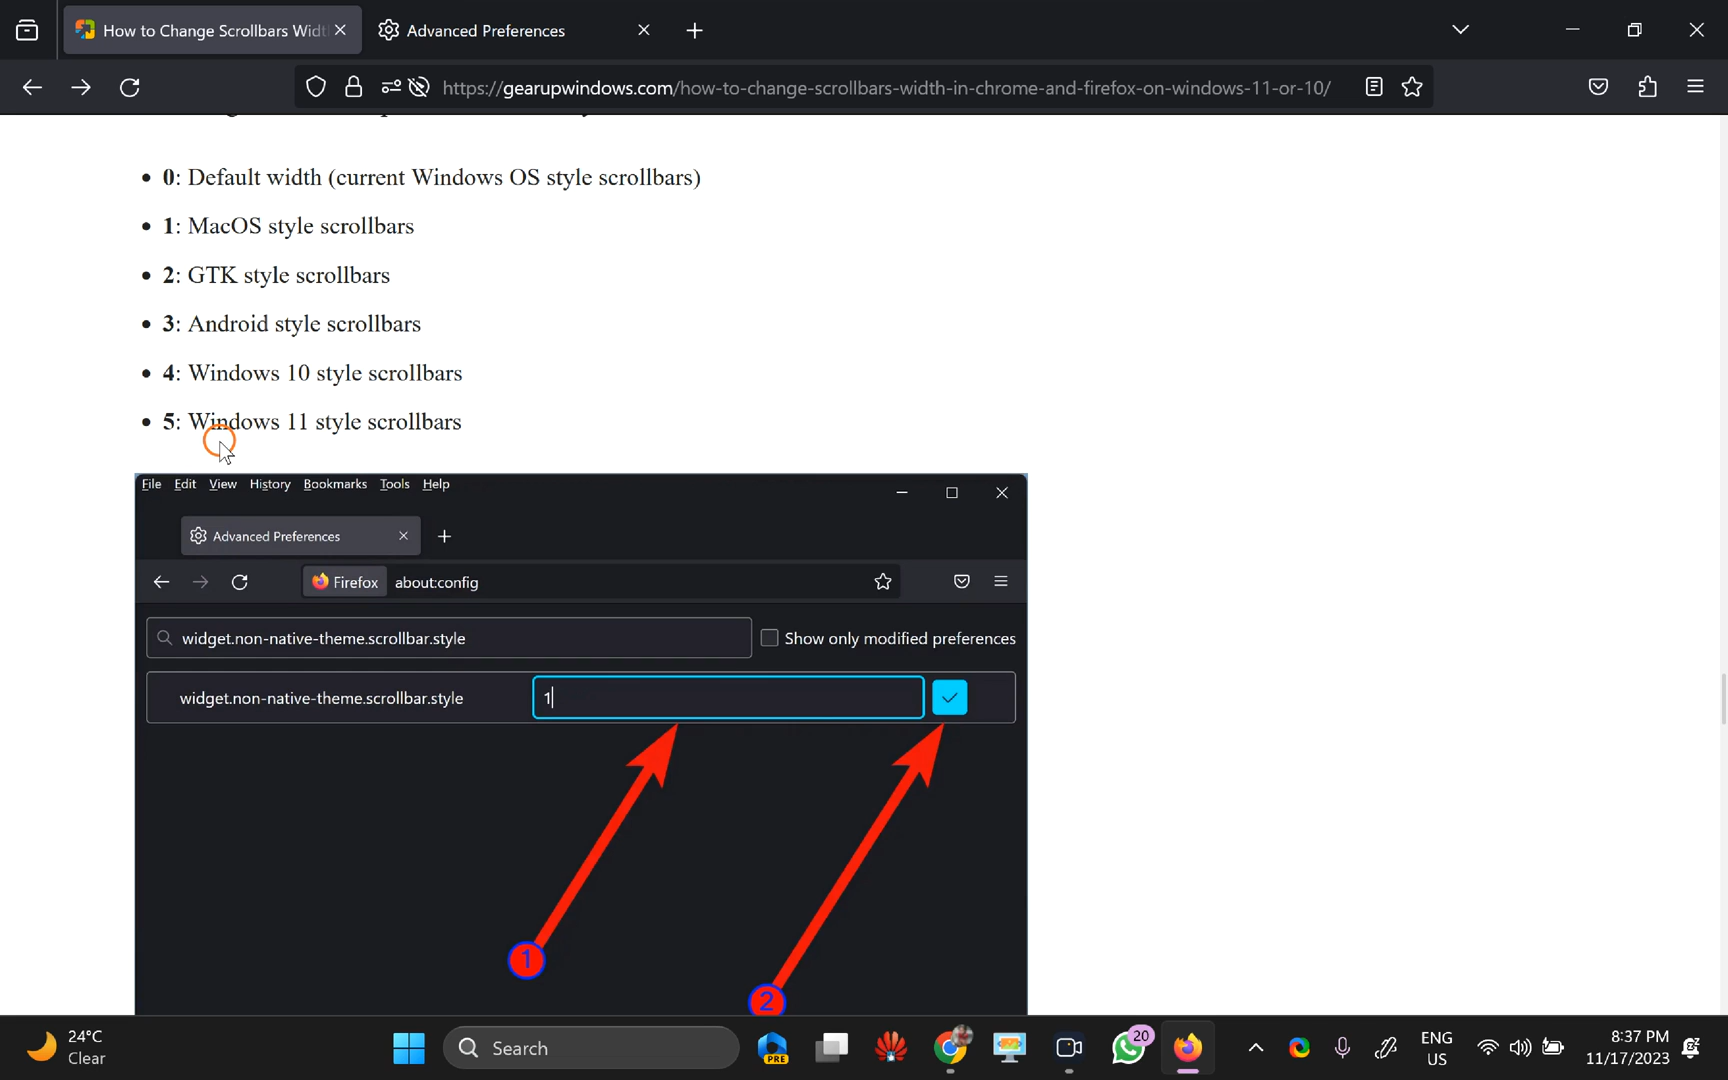 How to Change Scrollbars Widt
Advanced Preferences
https://gearupwindows.com/how-to-change-scrollbars-width-in-chrome-and-firefox-on-windows-11-or-10/
• 0: Default width (current Windows OS style scrollbars)
• 1: MacOS style scrollbars
• 2: GTK style scrollbars
• 3: Android style scrollbars
• 4: Windows 10 style scrollbars
• 5: Windows 11 style scrollbars
File Edit View History Bookmarks Tools Help
Advanced Preferences
Firefox about:config
widget.non-native-theme.scrollbar.style
Show only modified preferences
widget.non-native-theme.scrollbar.style
1
1
2
24°C
Clear
Search
PRE
20
ENG
US
8:37 PM
11/17/2023